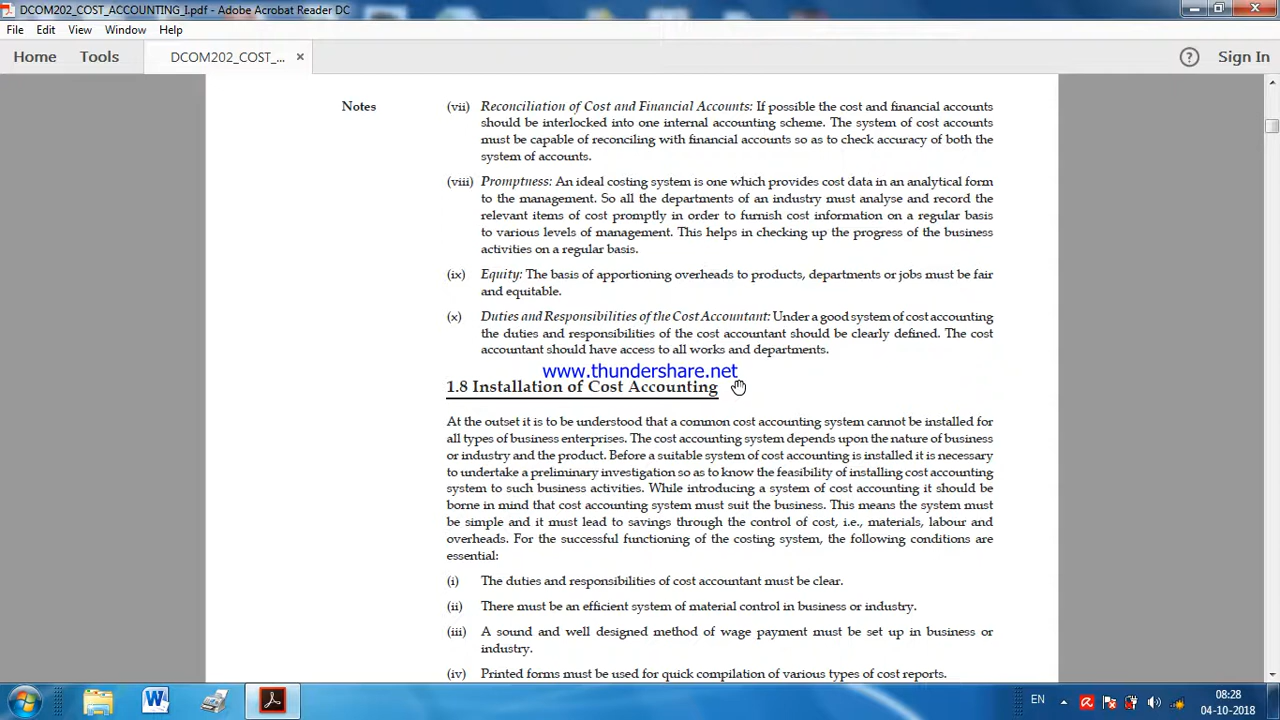 DCOM202_COST_ACCOUNTING_I.pdf - Adobe Acrobat Reader DC
File Edit View Window Help
Home Tools DCOM202_COST_... × ? Sign In
Notes
(vii) Reconciliation of Cost and Financial Accounts: If possible the cost and financial accounts
should be interlocked into one internal accounting scheme. The system of cost accounts
must be capable of reconciling with financial accounts so as to check accuracy of both the
system of accounts.
(viii) Promptness: An ideal costing system is one which provides cost data in an analytical form
to the management. So all the departments of an industry must analyse and record the
relevant items of cost promptly in order to furnish cost information on a regular basis
to various levels of management. This helps in checking up the progress of the business
activities on a regular basis.
(ix) Equity: The basis of apportioning overheads to products, departments or jobs must be fair
and equitable.
(x) Duties and Responsibilities of the Cost Accountant: Under a good system of cost accounting
the duties and responsibilities of the cost accountant should be clearly defined. The cost
accountant should have access to all works and departments.
www.thundershare.net
1.8 Installation of Cost Accounting
At the outset it is to be understood that a common cost accounting system cannot be installed for
all types of business enterprises. The cost accounting system depends upon the nature of business
or industry and the product. Before a suitable system of cost accounting is installed it is necessary
to undertake a preliminary investigation so as to know the feasibility of installing cost accounting
system to such business activities. While introducing a system of cost accounting it should be
borne in mind that cost accounting system must suit the business. This means the system must
be simple and it must lead to savings through the control of cost, i.e., materials, labour and
overheads. For the successful functioning of the costing system, the following conditions are
essential:
(i) The duties and responsibilities of cost accountant must be clear.
(ii) There must be an efficient system of material control in business or industry.
(iii) A sound and well designed method of wage payment must be set up in business or
industry.
(iv) Printed forms must be used for quick compilation of various types of cost reports.
EN
08:28
04-10-2018